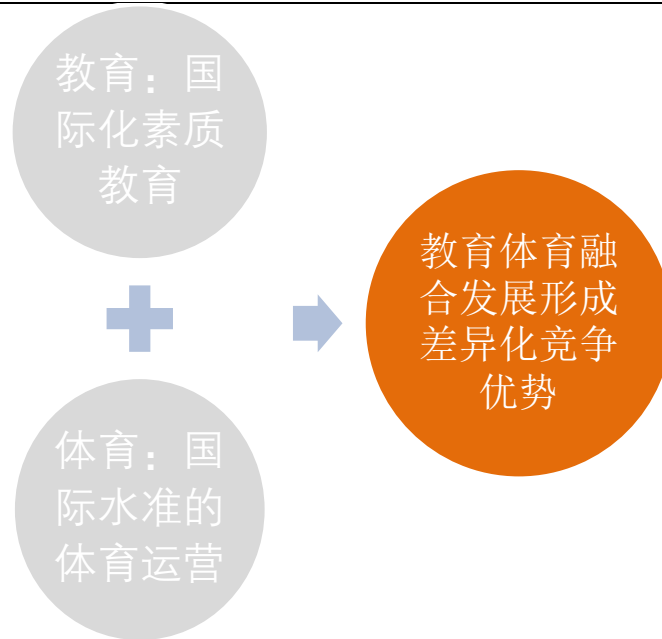 教育：国
际化素质
教育
体育：国
际水准的
体育运营
教育体育融
合发展形成
差异化竞争
优势